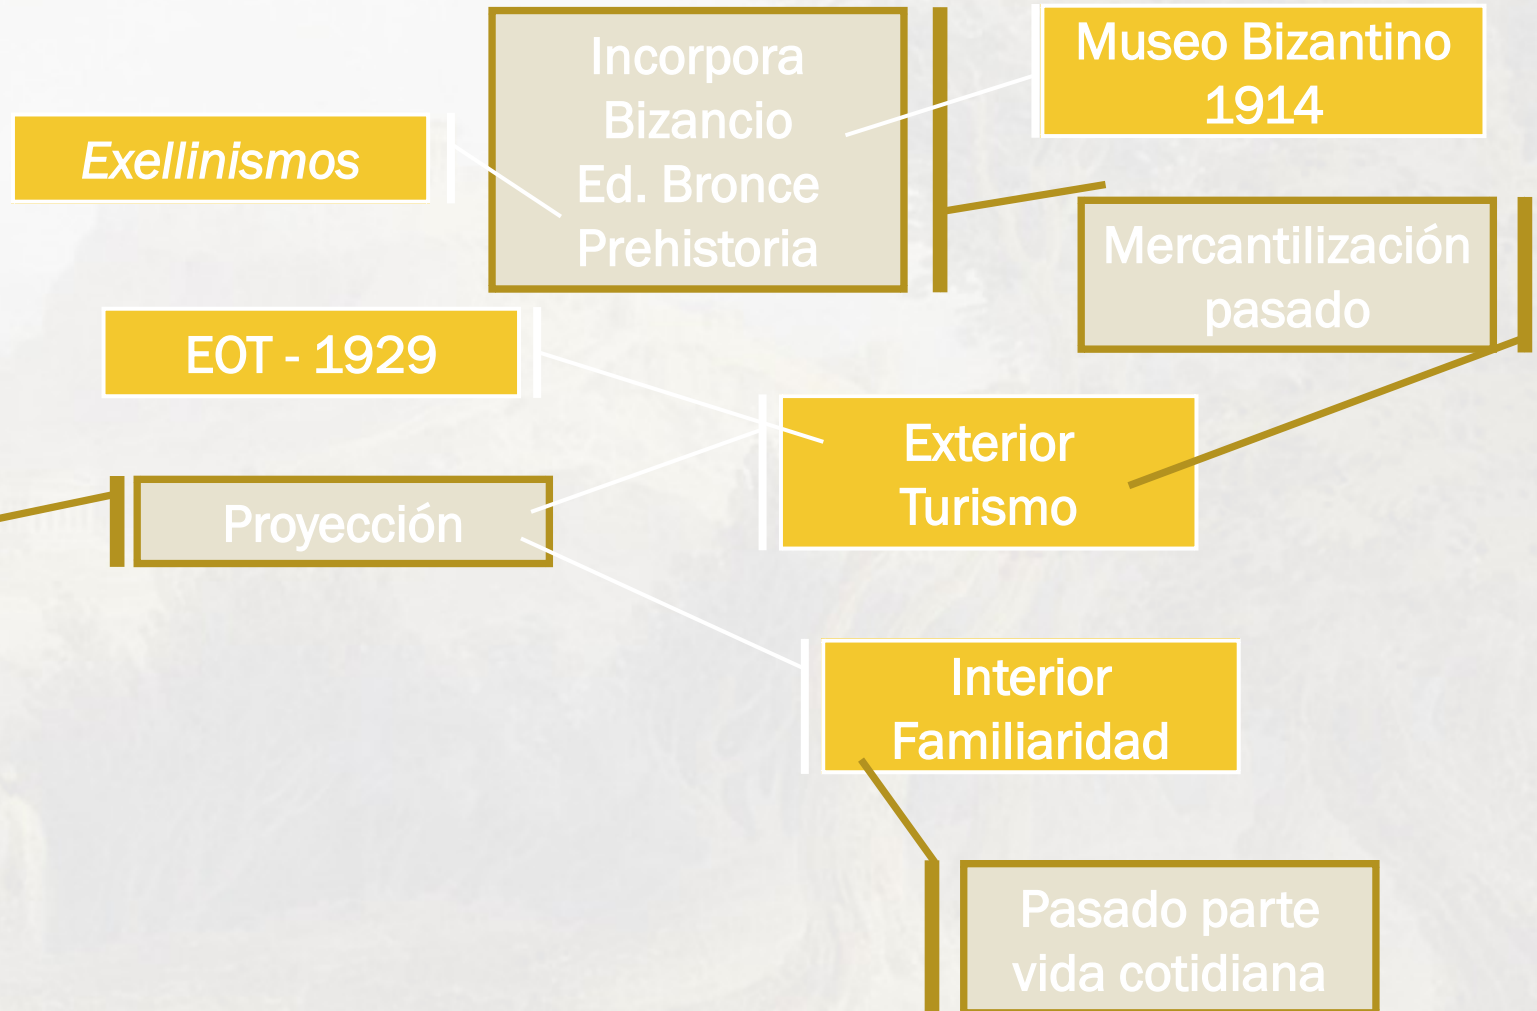 Incorpora
Bizancio
Ed. Bronce
Prehistoria
Museo Bizantino
1914
Exellinismos
Mercantilización
pasado
EOT - 1929
Exterior
Turismo
Proyección
Interior
Familiaridad
Pasado parte
vida cotidiana